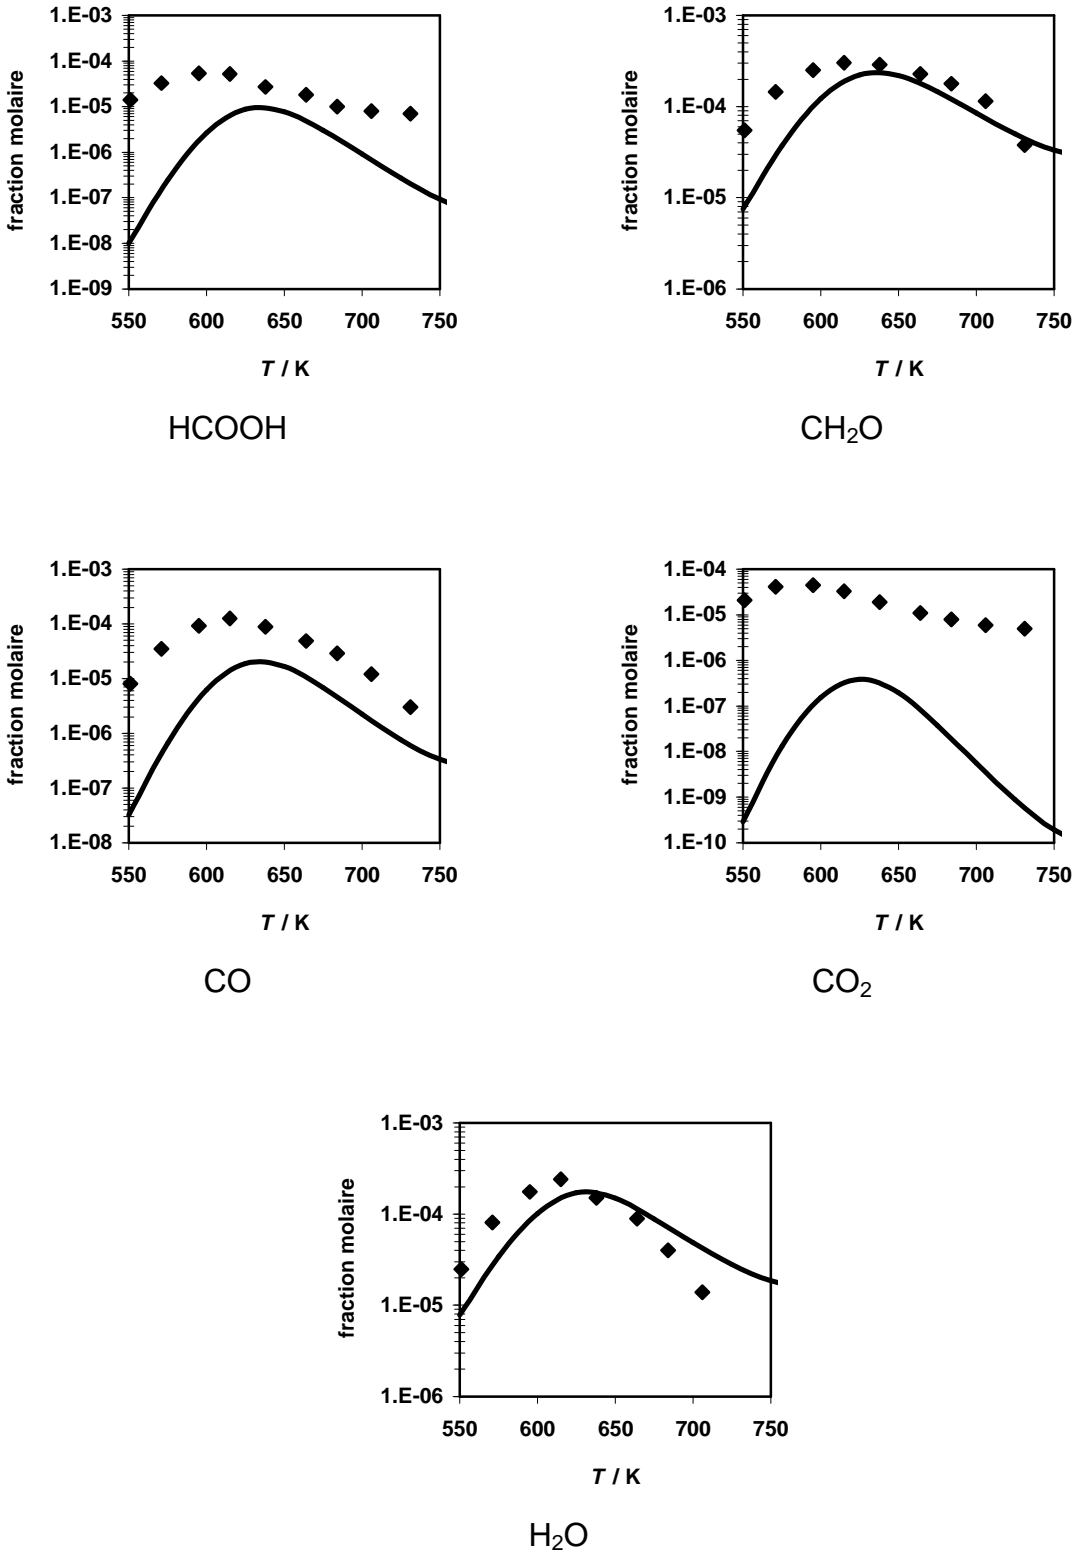 fraction molaire
1.E-03
1.E-04
1.E-05
1.E-06
1.E-07
1.E-08
1.E-09
550 600 650 700 750
T / K
HCOOH
fraction molaire
1.E-03
1.E-04
1.E-05
1.E-06
550 600 650 700 750
T / K
CH₂O
fraction molaire
1.E-03
1.E-04
1.E-05
1.E-06
1.E-07
1.E-08
550 600 650 700 750
T / K
CO
fraction molaire
1.E-04
1.E-05
1.E-06
1.E-07
1.E-08
1.E-09
1.E-10
550 600 650 700 750
T / K
CO₂
fraction molaire
1.E-03
1.E-04
1.E-05
1.E-06
550 600 650 700 750
T / K
H₂O